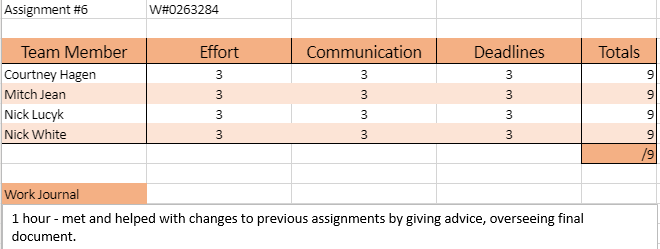 Assignment #6 W#0263284
Team Member Effort Communication Deadlines Totals
Courtney Hagen 3 3 3 9
Mitch Jean 3 3 3 9
Nick Lucyk 3 3 3 9
Nick White 3 3 3 9
/9
Work Journal
1 hour - met and helped with changes to previous assignments by giving advice, overseeing final
document.